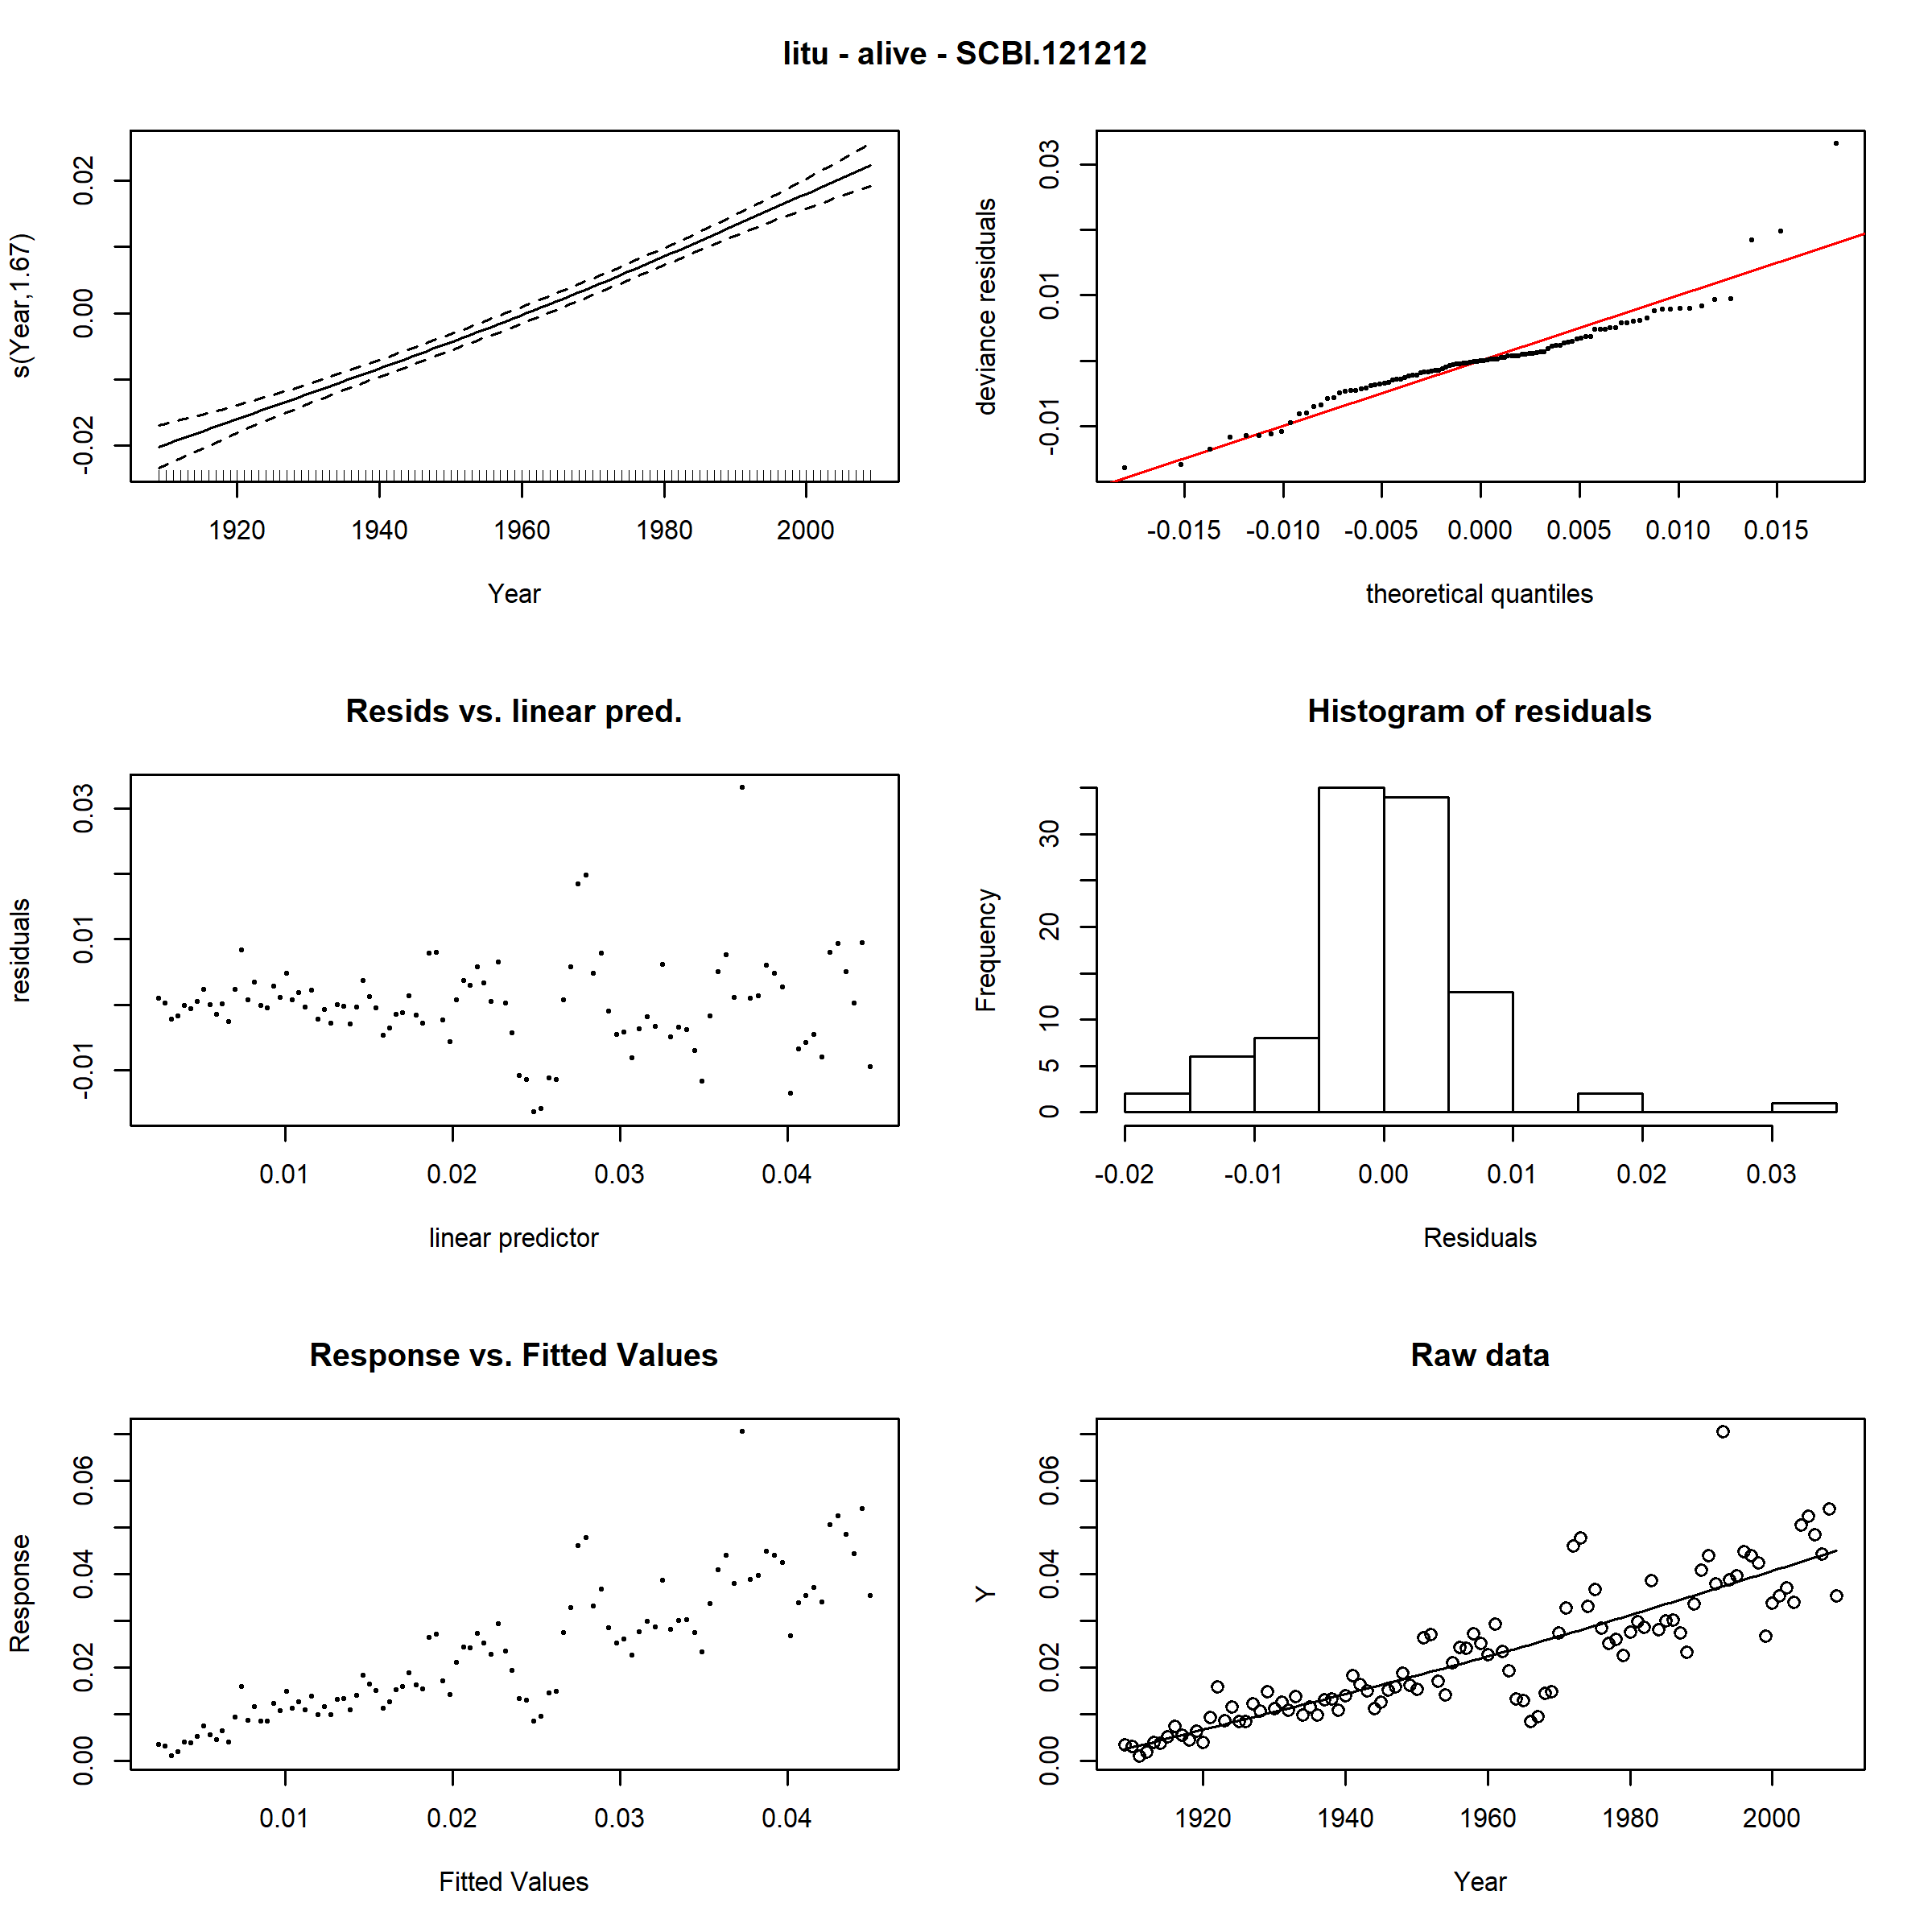 litu - alive - SCBI.121212
s(Year,1.67)
-0.02 0.00 0.02
1920 1940 1960 1980 2000
Year
deviance residuals
-0.01 0.01 0.03
-0.015 -0.010 -0.005 0.000 0.005 0.010 0.015
theoretical quantiles
Resids vs. linear pred.
residuals
-0.01 0.01 0.03
0.01 0.02 0.03 0.04
linear predictor
Histogram of residuals
Frequency
0 5 10 20 30
-0.02 -0.01 0.00 0.01 0.02 0.03
Residuals
Response vs. Fitted Values
Response
0.00 0.02 0.04 0.06
0.01 0.02 0.03 0.04
Fitted Values
Raw data
Y
0.00 0.02 0.04 0.06
1920 1940 1960 1980 2000
Year